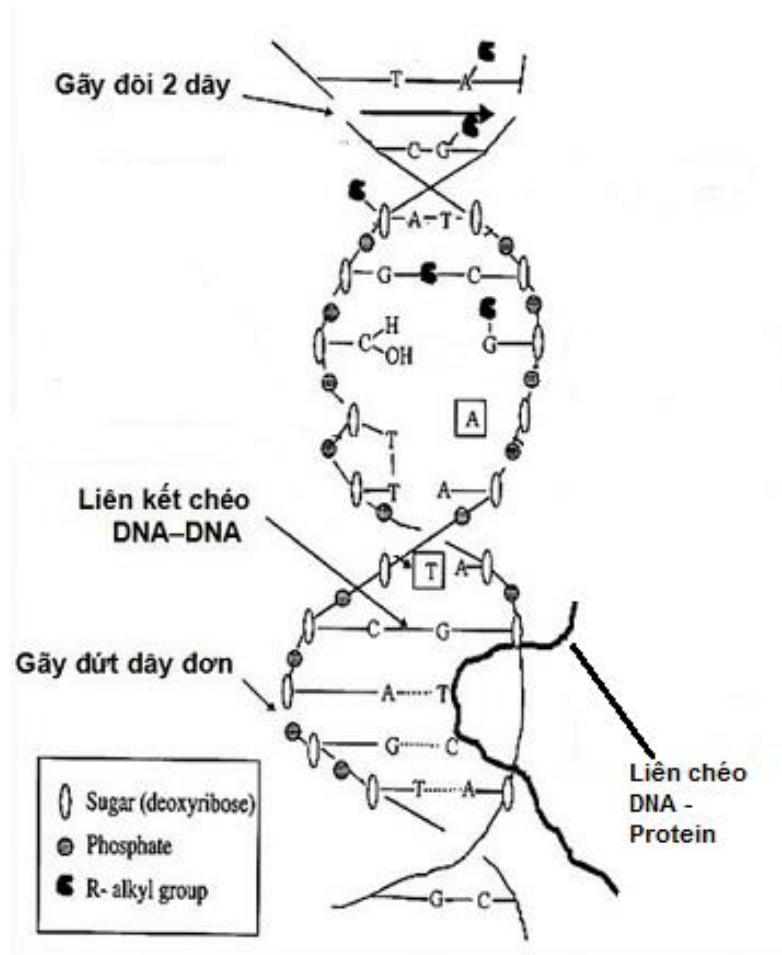 T A
Gãy đôi 2 dây
C G
A T
G C
H
C
OH
G
A
T
T A
Liên kết chéo
DNA–DNA
T A
C G
Gãy đứt dây đơn
A T
G C
T A
Liên chéo
DNA -
Protein
Sugar (deoxyribose)
Phosphate
R- alkyl group
G C